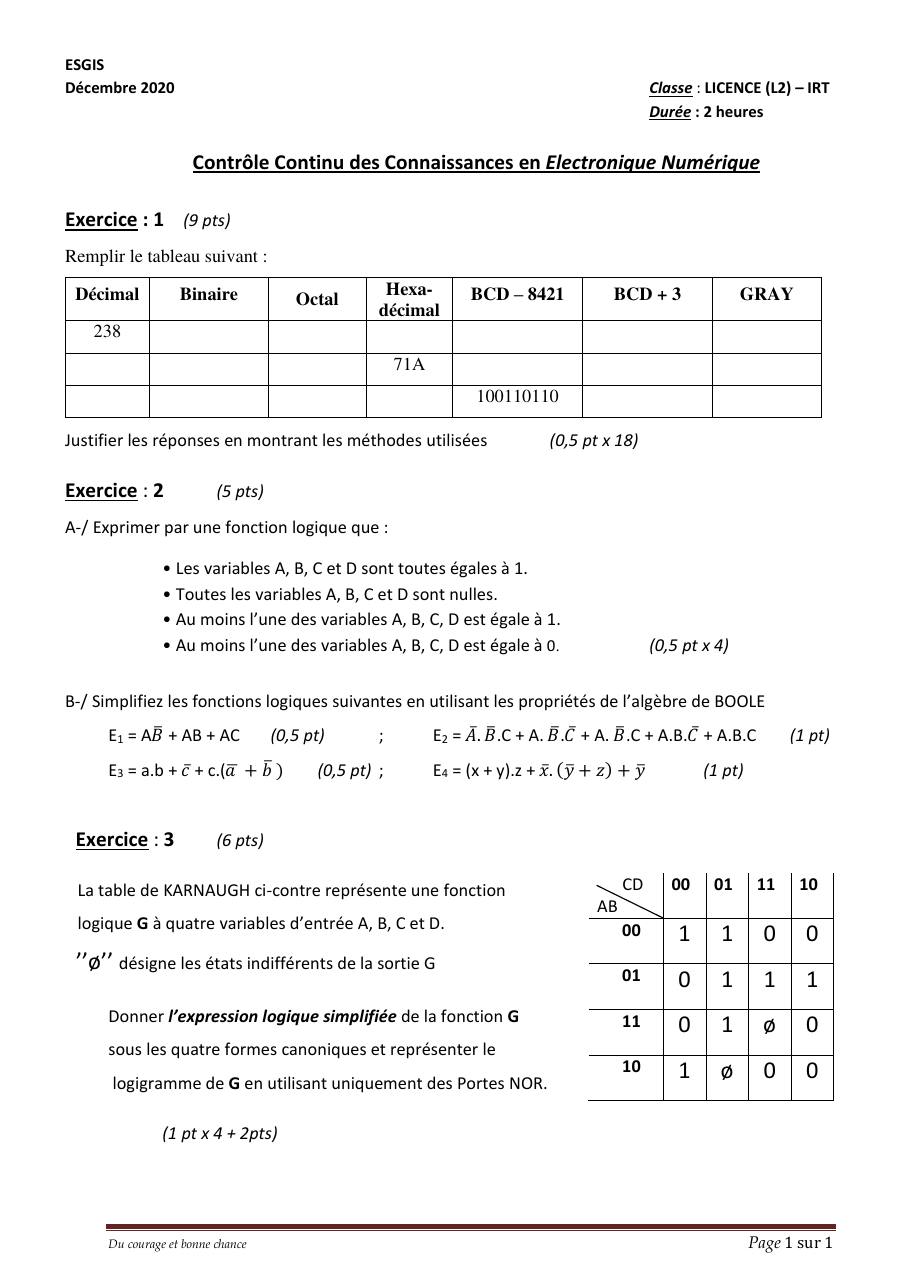 ESGIS
Décembre 2020
Classe : LICENCE (L2) – IRT
Durée : 2 heures
Contrôle Continu des Connaissances en Electronique Numérique
Exercice : 1 (9 pts)
Remplir le tableau suivant :
Décimal Binaire Octal Hexa-décimal BCD – 8421 BCD + 3 GRAY
238
71A
100110110
Justifier les réponses en montrant les méthodes utilisées (0,5 pt x 18)
Exercice : 2 (5 pts)
A-/ Exprimer par une fonction logique que :
• Les variables A, B, C et D sont toutes égales à 1.
• Toutes les variables A, B, C et D sont nulles.
• Au moins l’une des variables A, B, C, D est égale à 1.
• Au moins l’une des variables A, B, C, D est égale à 0. (0,5 pt x 4)
B-/ Simplifiez les fonctions logiques suivantes en utilisant les propriétés de l’algèbre de BOOLE
E₁ = AB̅ + AB + AC (0,5 pt) ; E₂ = A̅. B̅.C + A. B̅.C̅ + A. B̅.C + A.B.C̅ + A.B.C (1 pt)
E₃ = a.b + c̅ + c.(a̅ + b̅ ) (0,5 pt) ; E₄ = (x + y).z + x̅. (y̅ + z) + y̅ (1 pt)
Exercice : 3 (6 pts)
La table de KARNAUGH ci-contre représente une fonction
logique G à quatre variables d’entrée A, B, C et D.
’’ø’’ désigne les états indifférents de la sortie G
Donner l’expression logique simplifiée de la fonction G
sous les quatre formes canoniques et représenter le
logigramme de G en utilisant uniquement des Portes NOR.
(1 pt x 4 + 2pts)
CD 00 01 11 10
AB
00 1 1 0 0
01 0 1 1 1
11 0 1 ø 0
10 1 ø 0 0
Du courage et bonne chance
Page 1 sur 1